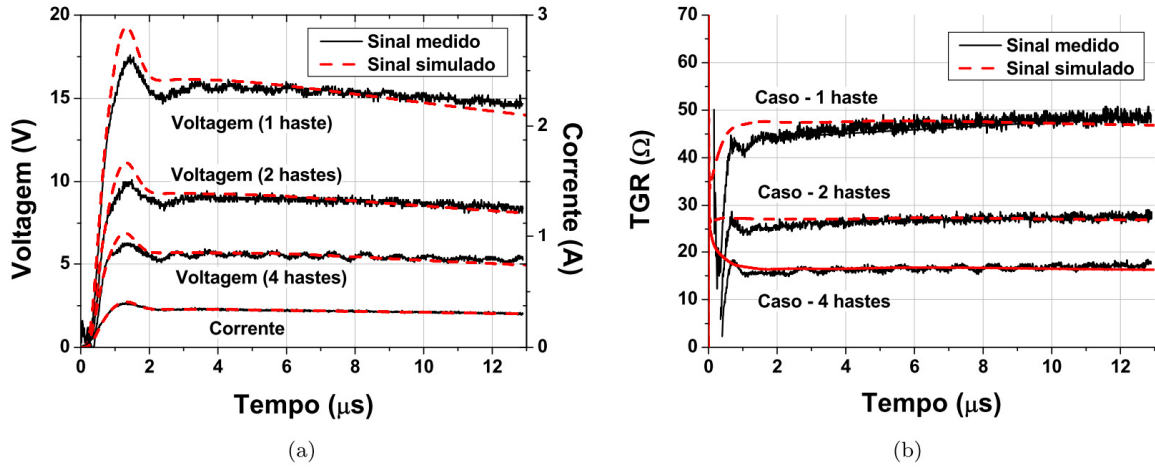 20
15
10
5
0
Voltagem (V)
3
2
1
0
Corrente (A)
Sinal medido
Sinal simulado
Voltagem (1 haste)
Voltagem (2 hastes)
Voltagem (4 hastes)
Corrente
0 2 4 6 8 10 12
Tempo (μs)
(a)
70
60
50
40
30
20
10
0
TGR (Ω)
Sinal medido
Sinal simulado
Caso - 1 haste
Caso - 2 hastes
Caso - 4 hastes
0 2 4 6 8 10 12
Tempo (μs)
(b)